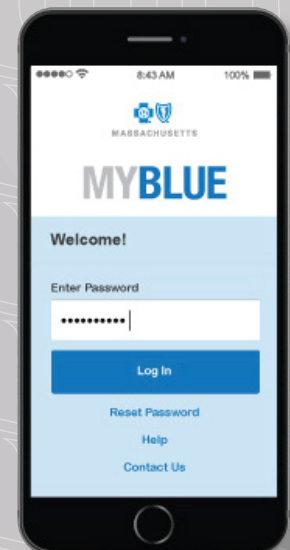 8:43 AM 100%
MASSACHUSETTS
MYBLUE
Welcome!
Enter Password
••••••••••
Log In
Reset Password
Help
Contact Us